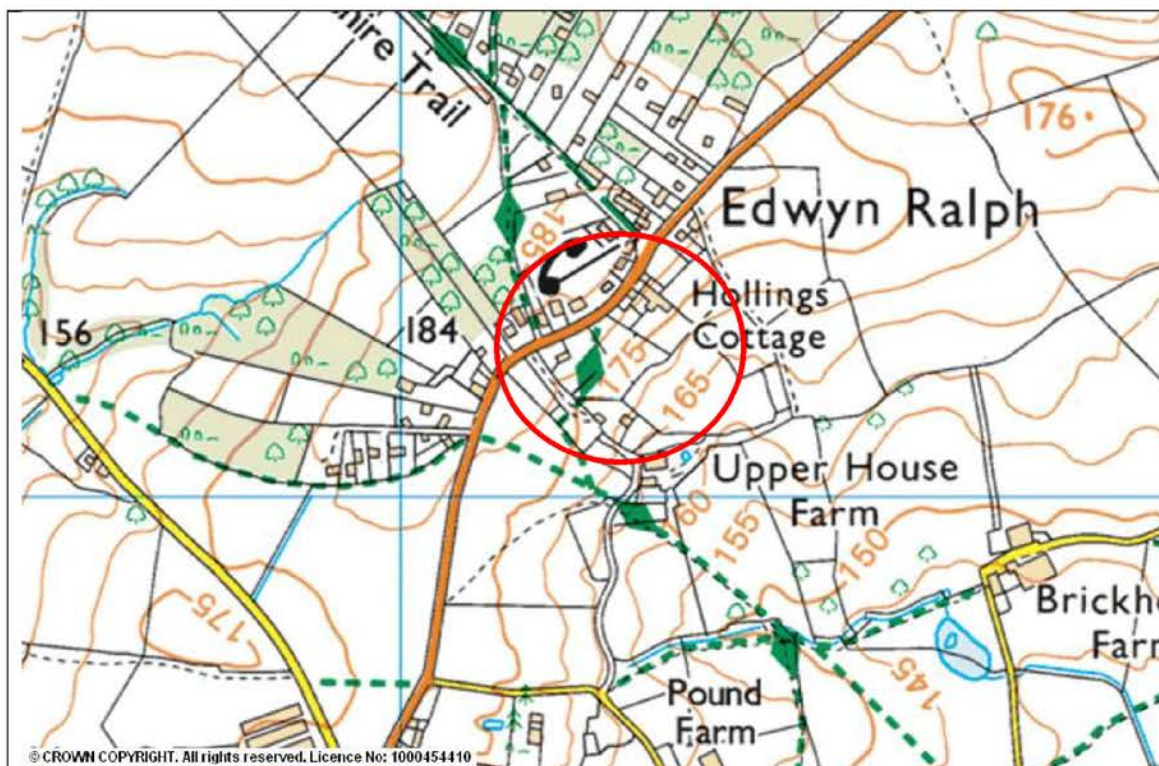 shire
Trail
176
Edwyn Ralph
185
Hollings
Cottage
156
184
175
165
Upper House
Farm
160
155
150
175
Brickh
Farm
145
Pound
Farm
© CROWN COPYRIGHT. All rights reserved. Licence No: 1000454410